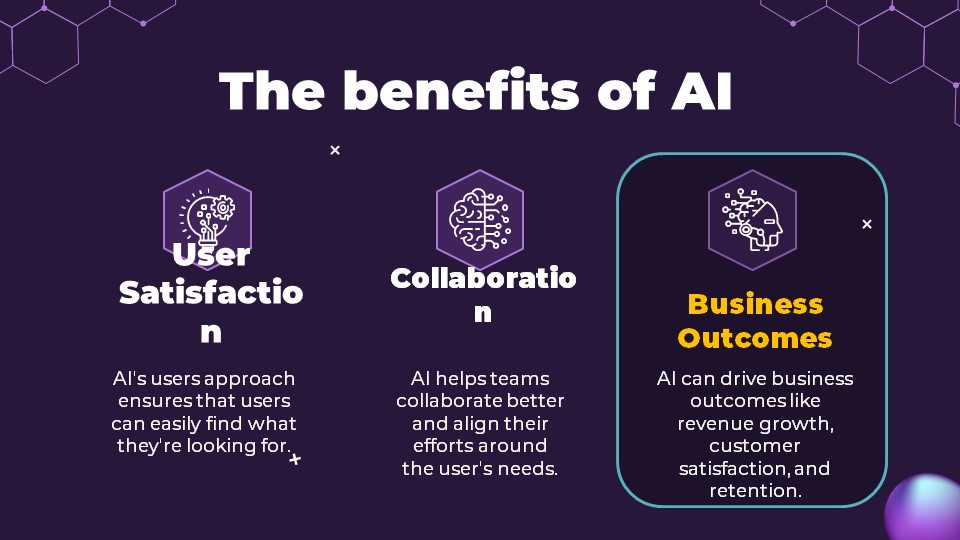 The benefits of AI
User
Satisfactio
n
AI's users approach
ensures that users
can easily find what
they're looking for.
Collaboratio
n
AI helps teams
collaborate better
and align their
efforts around
the user's needs.
Business
Outcomes
AI can drive business
outcomes like
revenue growth,
customer
satisfaction, and
retention.